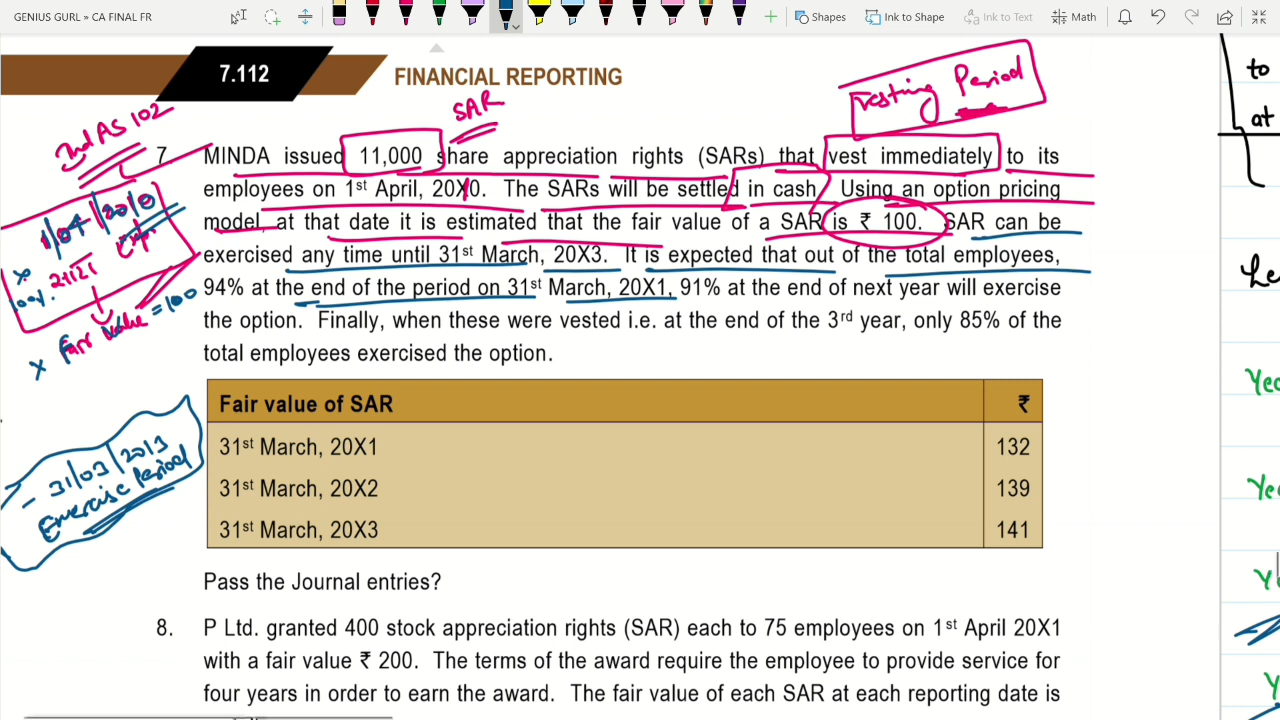 GENIUS GURL > CA FINAL FR
Shapes
Ink to Shape
Ink to Text
Math
7.112
FINANCIAL REPORTING
SAR
Vesting Period
Ind AS 102
7. MINDA issued 11,000 share appreciation rights (SARs) that vest immediately to its
employees on 1st April, 20X0. The SARs will be settled in cash. Using an option pricing
model, at that date it is estimated that the fair value of a SAR is ₹ 100. SAR can be
exercised any time until 31st March, 20X3. It is expected that out of the total employees,
94% at the end of the period on 31st March, 20X1, 91% at the end of next year will exercise
the option. Finally, when these were vested i.e. at the end of the 3rd year, only 85% of the
total employees exercised the option.
1/04/2010
Fair Value = 100
Fair value of SAR ₹
31st March, 20X1 132
31st March, 20X2 139
31st March, 20X3 141
- 31/03/2013
Exercise Period
Pass the Journal entries?
8. P Ltd. granted 400 stock appreciation rights (SAR) each to 75 employees on 1st April 20X1
with a fair value ₹ 200. The terms of the award require the employee to provide service for
four years in order to earn the award. The fair value of each SAR at each reporting date is
to
at